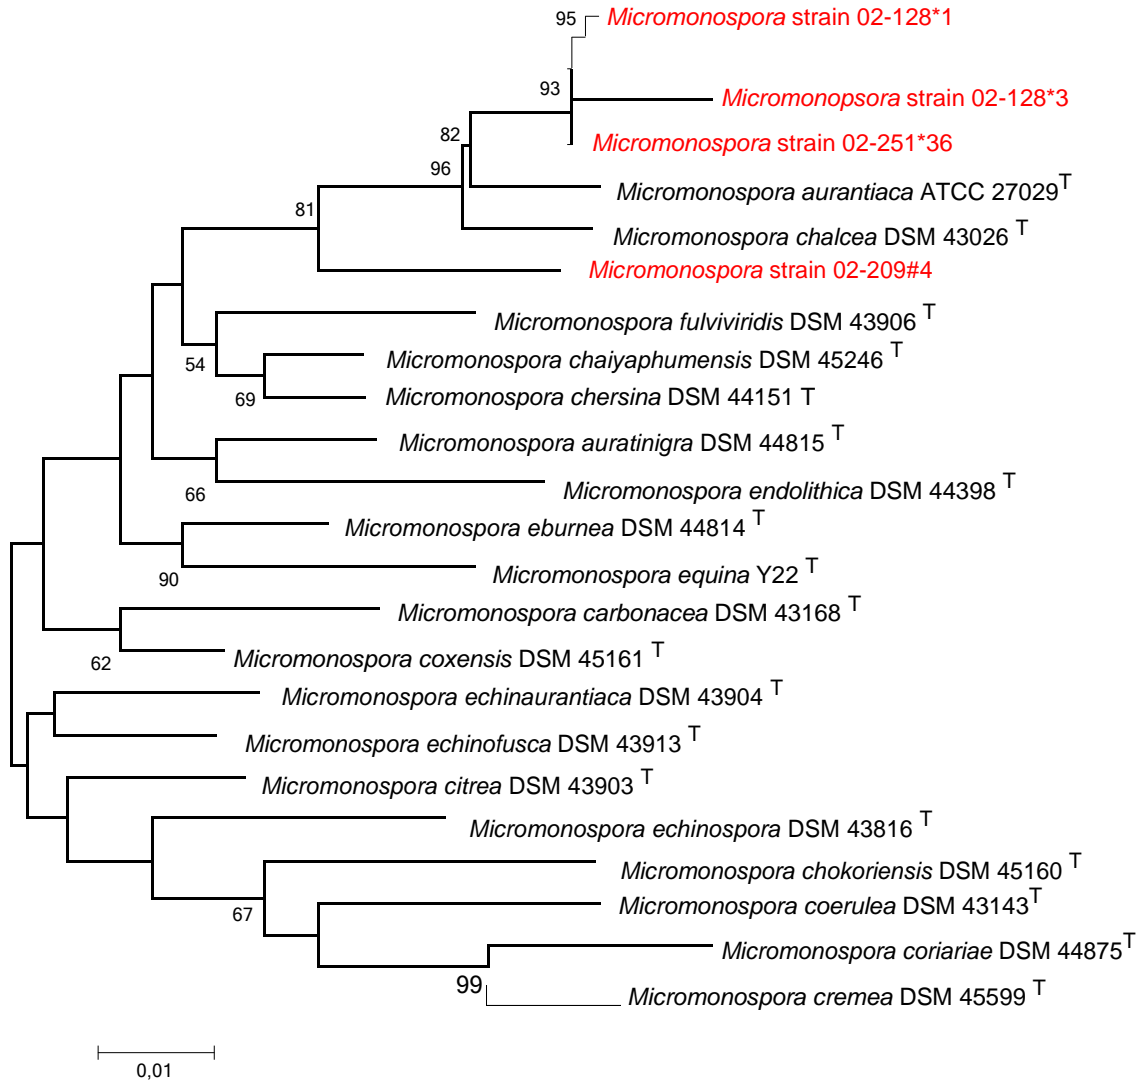 95
Micromonospora strain 02-128*1
93
Micromonopsora strain 02-128*3
82
Micromonospora strain 02-251*36
96
Micromonospora aurantiaca ATCC 27029T
81
Micromonospora chalcea DSM 43026 T
Micromonospora strain 02-209#4
Micromonospora fulviviridis DSM 43906 T
54
Micromonospora chaiyaphumensis DSM 45246 T
69
Micromonospora chersina DSM 44151 T
Micromonospora auratinigra DSM 44815 T
66
Micromonospora endolithica DSM 44398 T
Micromonospora eburnea DSM 44814 T
90
Micromonospora equina Y22 T
Micromonospora carbonacea DSM 43168 T
62
Micromonospora coxensis DSM 45161 T
Micromonospora echinaurantiaca DSM 43904 T
Micromonospora echinofusca DSM 43913 T
Micromonospora citrea DSM 43903 T
Micromonospora echinospora DSM 43816 T
Micromonospora chokoriensis DSM 45160 T
67
Micromonospora coerulea DSM 43143T
Micromonospora coriariae DSM 44875T
99
Micromonospora cremea DSM 45599 T
0,01